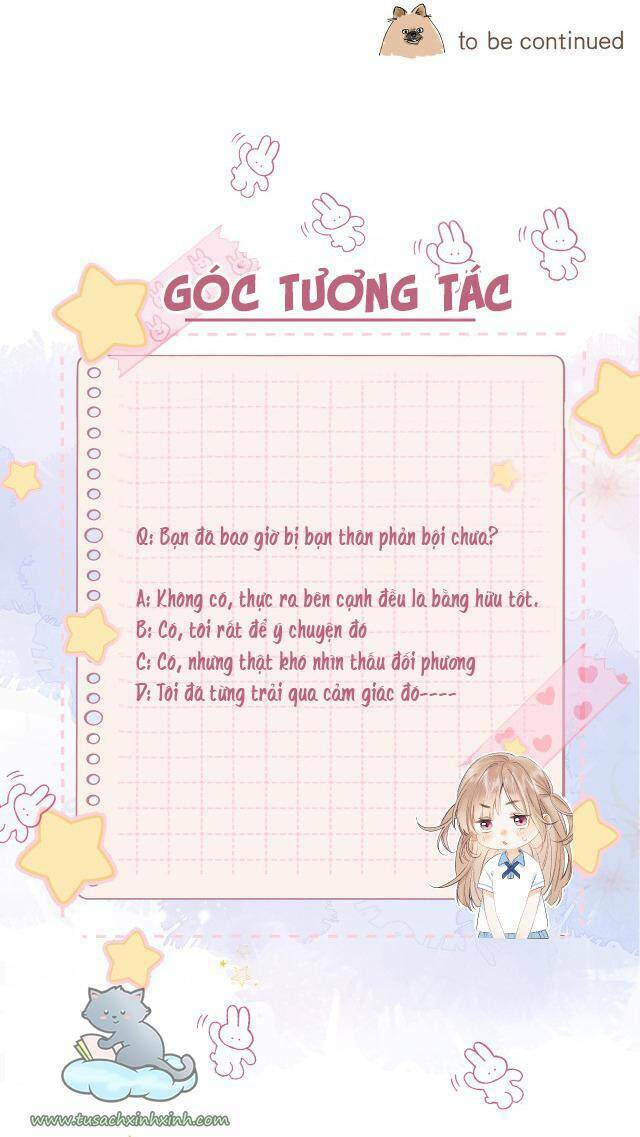 to be continued
GÓC TƯƠNG TÁC
Q: Bạn đã bao giờ bị bạn thân phản bội chưa?
A: Không có, thực ra bên cạnh đều là bằng hữu tốt.
B: Có, tôi rất để ý chuyện đó
C: Có, nhưng thật khó nhìn thấu đối phương
D: Tôi đã từng trải qua cảm giác đó----
www.tusachxinhxinh.com